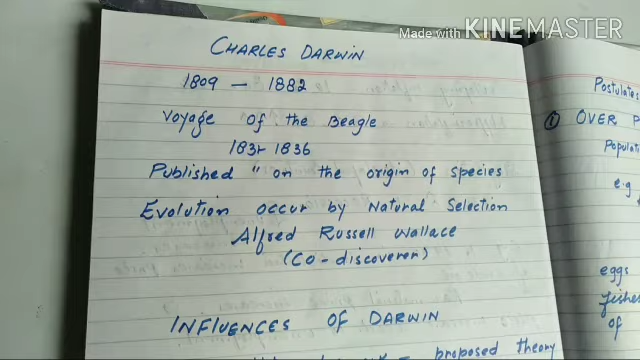 Made with KINEMASTER
CHARLES DARWIN
1809 – 1882
Voyage of the Beagle
1831 1836
Published " on the origin of species
Evolution occur by Natural Selection
Alfred Russell Wallace
(Co-discoverer)
INFLUENCES OF DARWIN
– proposed theory
Postulates
① OVER P
Populati
e.g
eggs
fishes
of